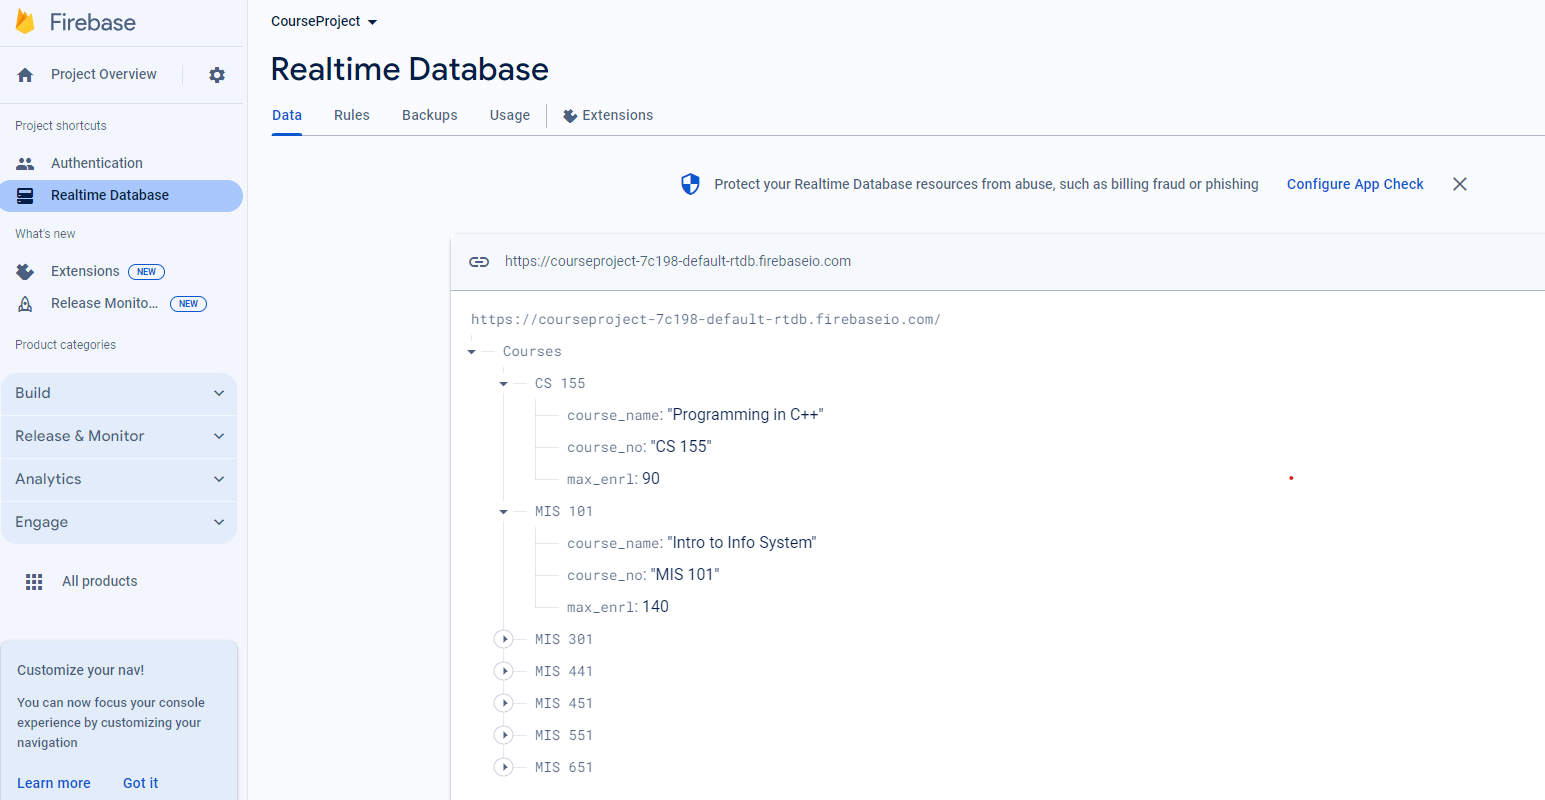 Firebase
CourseProject
Project Overview
Realtime Database
Data Rules Backups Usage Extensions
Project shortcuts
Authentication
Realtime Database
What's new
Extensions NEW
Release Monito... NEW
Product categories
Build
Release & Monitor
Analytics
Engage
All products
Customize your nav!
You can now focus your console
experience by customizing your
navigation
Learn more Got it
Protect your Realtime Database resources from abuse, such as billing fraud or phishing Configure App Check
https://courseproject-7c198-default-rtdb.firebaseio.com
https://courseproject-7c198-default-rtdb.firebaseio.com/
Courses
CS 155
course_name: "Programming in C++"
course_no: "CS 155"
max_enrl: 90
MIS 101
course_name: "Intro to Info System"
course_no: "MIS 101"
max_enrl: 140
MIS 301
MIS 441
MIS 451
MIS 551
MIS 651